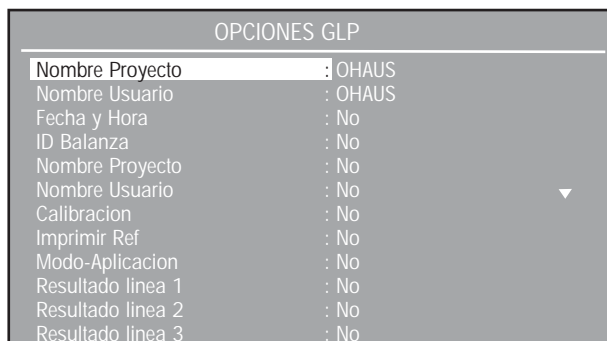 OPCIONES GLP
Nombre Proyecto : OHAUS
Nombre Usuario : OHAUS
Fecha y Hora : No
ID Balanza : No
Nombre Proyecto : No
Nombre Usuario : No
Calibracion : No
Imprimir Ref : No
Modo-Aplicacion : No
Resultado linea 1 : No
Resultado linea 2 : No
Resultado linea 3 : No